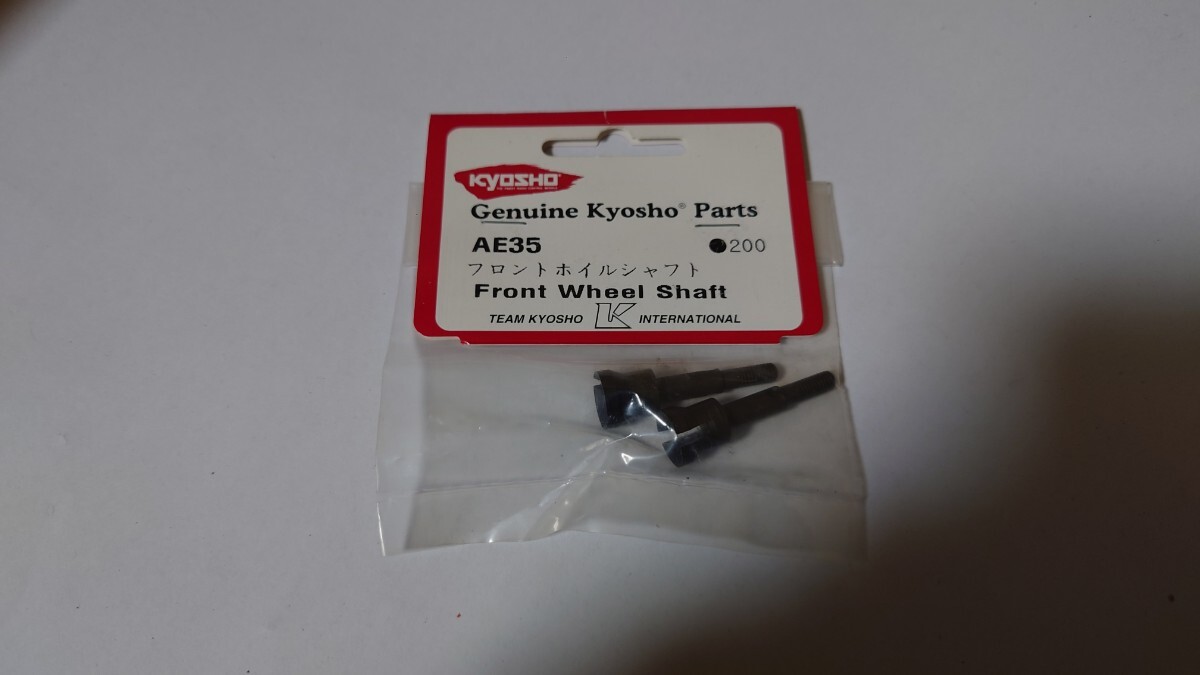 KYOSHO
Genuine Kyosho® Parts
AE35 ●200
フロントホイルシャフト
Front Wheel Shaft
TEAM KYOSHO K INTERNATIONAL